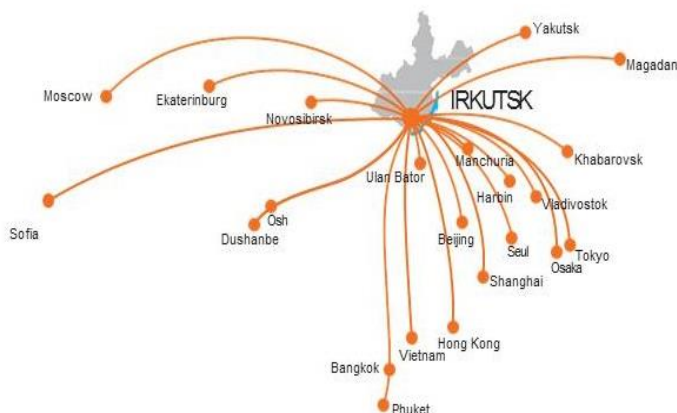 Yakutsk
Magadan
Moscow
Ekaterinburg
IRKUTSK
Novosibirsk
Manchuria
Khabarovsk
Ulan Bator
Harbin
Vladivostok
Osh
Sofia
Dushanbe
Beijing
Seul
Tokyo
Osaka
Shanghai
Hong Kong
Vietnam
Bangkok
Phuket